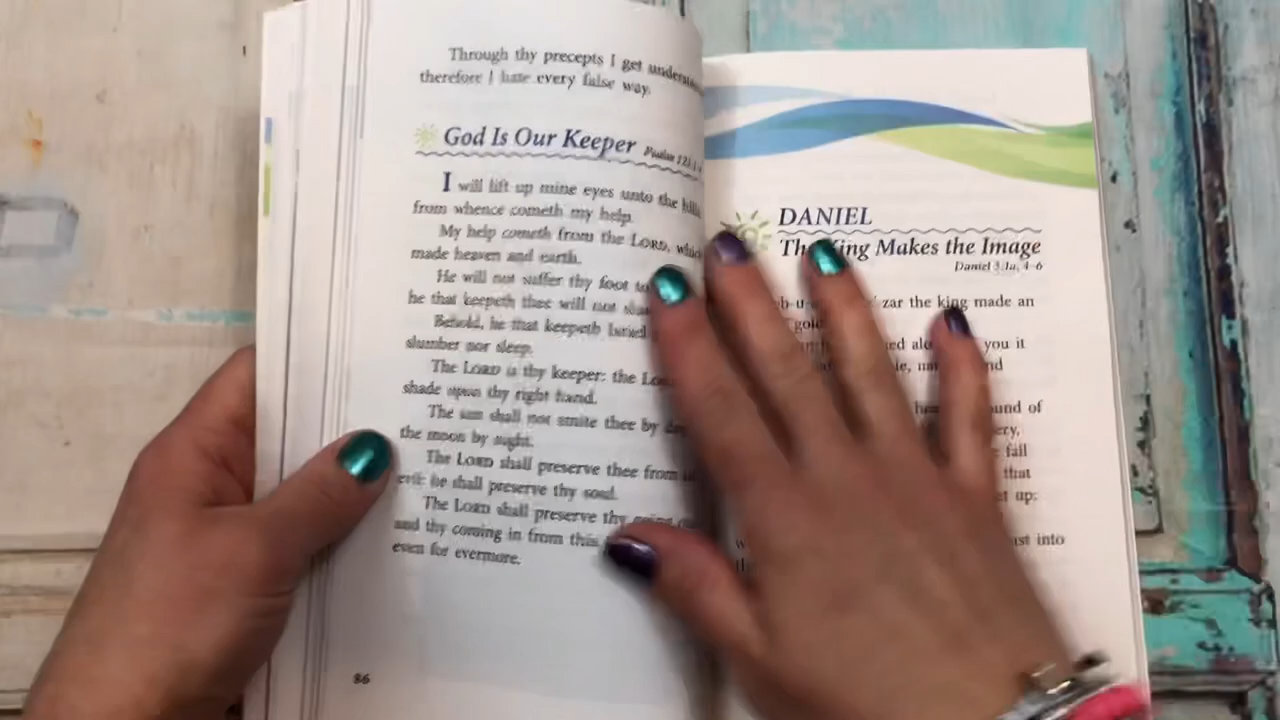 Through thy precepts I get
therefore I hate every false way.
God Is Our Keeper Psalm 121:1
I will lift up mine eyes unto the hills
from whence cometh my help.
My help cometh from the LORD,
made heaven and earth.
He will not suffer thy foot to
he that keepeth thee will not
Behold, he that keepeth Israel
slumber nor sleep.
The LORD is thy keeper: the
shade upon thy right hand.
The sun shall not smite thee by
the moon by night.
The LORD shall preserve thee from
evil: he shall preserve thy soul.
The LORD shall preserve thy going
and thy coming in from this
even for evermore.
86
DANIEL
The King Makes the Image
Daniel 3:1a, 4-6
zar the king made an
gold
you it
of
fall
that
up:
into